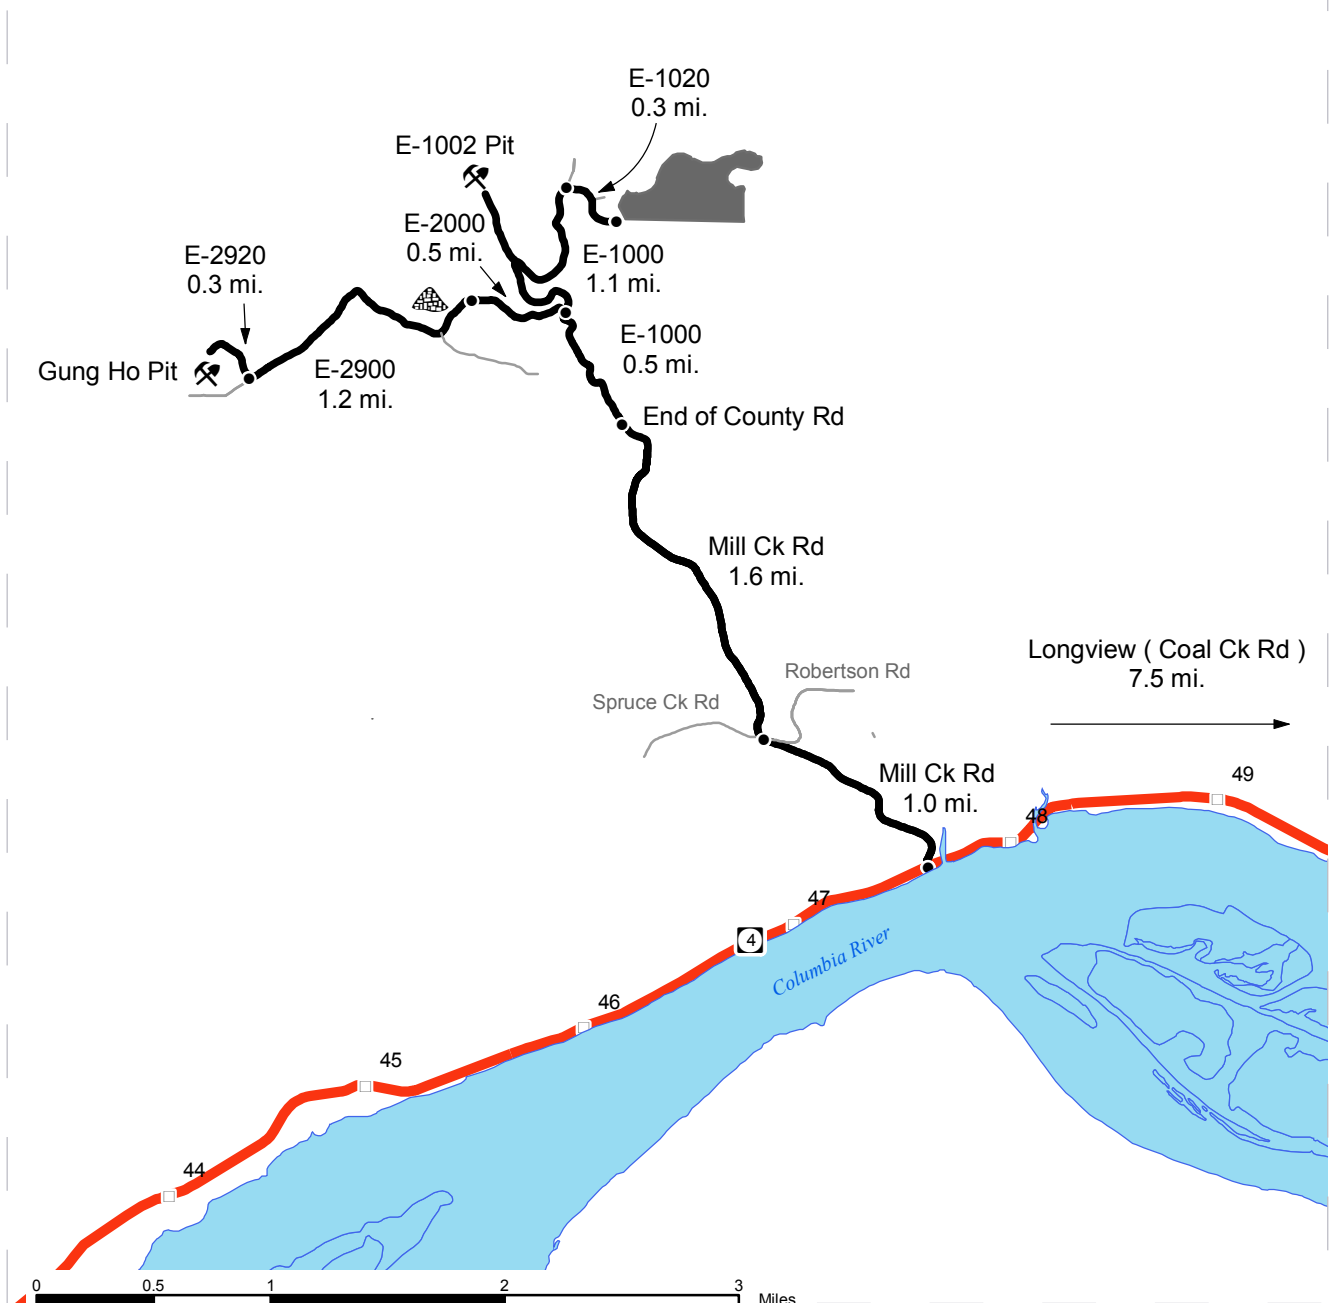 E-1020
0.3 mi.
E-1002 Pit
E-2000
0.5 mi.
E-2920
0.3 mi.
E-1000
1.1 mi.
E-1000
0.5 mi.
Gung Ho Pit
E-2900
1.2 mi.
End of County Rd
Mill Ck Rd
1.6 mi.
Longview ( Coal Ck Rd )
7.5 mi.
Robertson Rd
Spruce Ck Rd
Mill Ck Rd
1.0 mi.
49
48
47
4
Columbia River
46
45
44
0 0.5 1 2 3
Miles